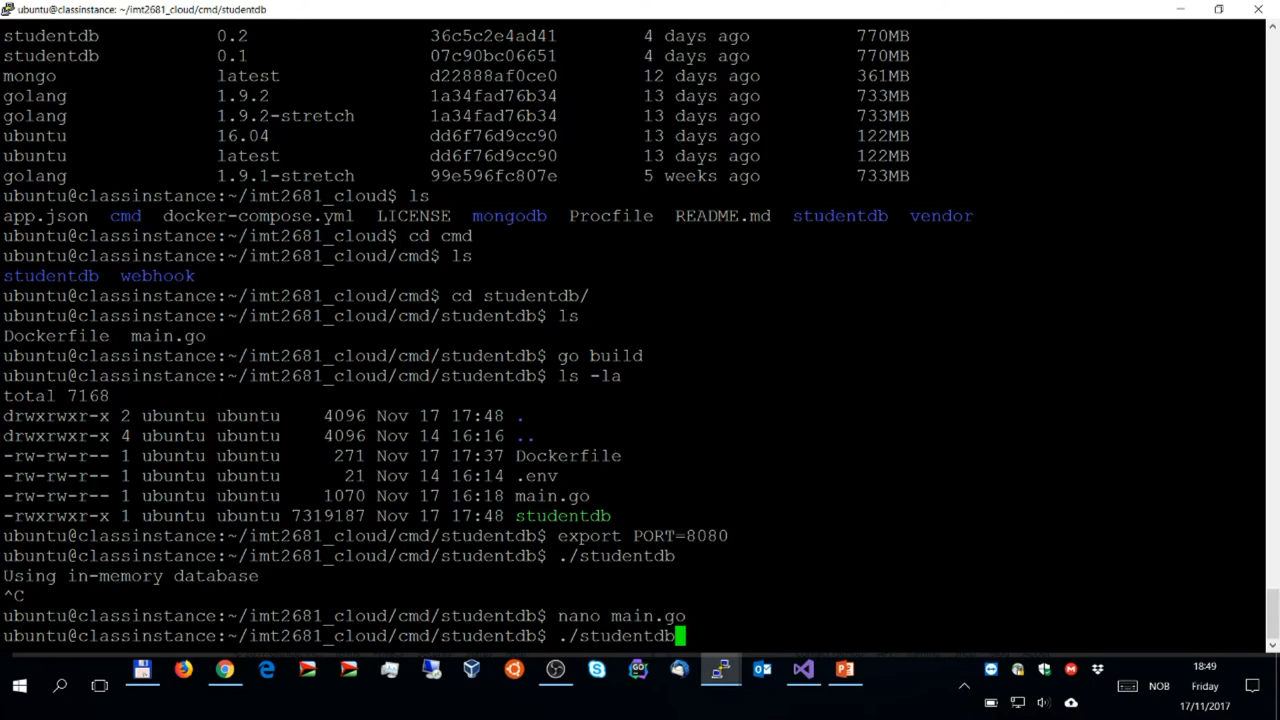 ubuntu@classinstance: ~/imt2681_cloud/cmd/studentdb
studentdb 0.2 36c5c2e4ad41 4 days ago 770MB
studentdb 0.1 07c90bc06651 4 days ago 770MB
mongo latest d22888af0ce0 12 days ago 361MB
golang 1.9.2 1a34fad76b34 13 days ago 733MB
golang 1.9.2-stretch 1a34fad76b34 13 days ago 733MB
ubuntu 16.04 dd6f76d9cc90 13 days ago 122MB
ubuntu latest dd6f76d9cc90 13 days ago 122MB
golang 1.9.1-stretch 99e596fc807e 5 weeks ago 733MB
ubuntu@classinstance:~/imt2681_cloud$ ls
app.json cmd docker-compose.yml LICENSE mongodb Procfile README.md studentdb vendor
ubuntu@classinstance:~/imt2681_cloud$ cd cmd
ubuntu@classinstance:~/imt2681_cloud/cmd$ ls
studentdb webhook
ubuntu@classinstance:~/imt2681_cloud/cmd$ cd studentdb/
ubuntu@classinstance:~/imt2681_cloud/cmd/studentdb$ ls
Dockerfile main.go
ubuntu@classinstance:~/imt2681_cloud/cmd/studentdb$ go build
ubuntu@classinstance:~/imt2681_cloud/cmd/studentdb$ ls -la
total 7168
drwxrwxr-x 2 ubuntu ubuntu 4096 Nov 17 17:48 .
drwxrwxr-x 4 ubuntu ubuntu 4096 Nov 14 16:16 ..
-rw-rw-r-- 1 ubuntu ubuntu 271 Nov 17 17:37 Dockerfile
-rw-rw-r-- 1 ubuntu ubuntu 21 Nov 14 16:14 .env
-rw-rw-r-- 1 ubuntu ubuntu 1070 Nov 17 16:18 main.go
-rwxrwxr-x 1 ubuntu ubuntu 7319187 Nov 17 17:48 studentdb
ubuntu@classinstance:~/imt2681_cloud/cmd/studentdb$ export PORT=8080
ubuntu@classinstance:~/imt2681_cloud/cmd/studentdb$ ./studentdb
Using in-memory database
^C
ubuntu@classinstance:~/imt2681_cloud/cmd/studentdb$ nano main.go
ubuntu@classinstance:~/imt2681_cloud/cmd/studentdb$ ./studentdb
18:49
NOB Friday
17/11/2017